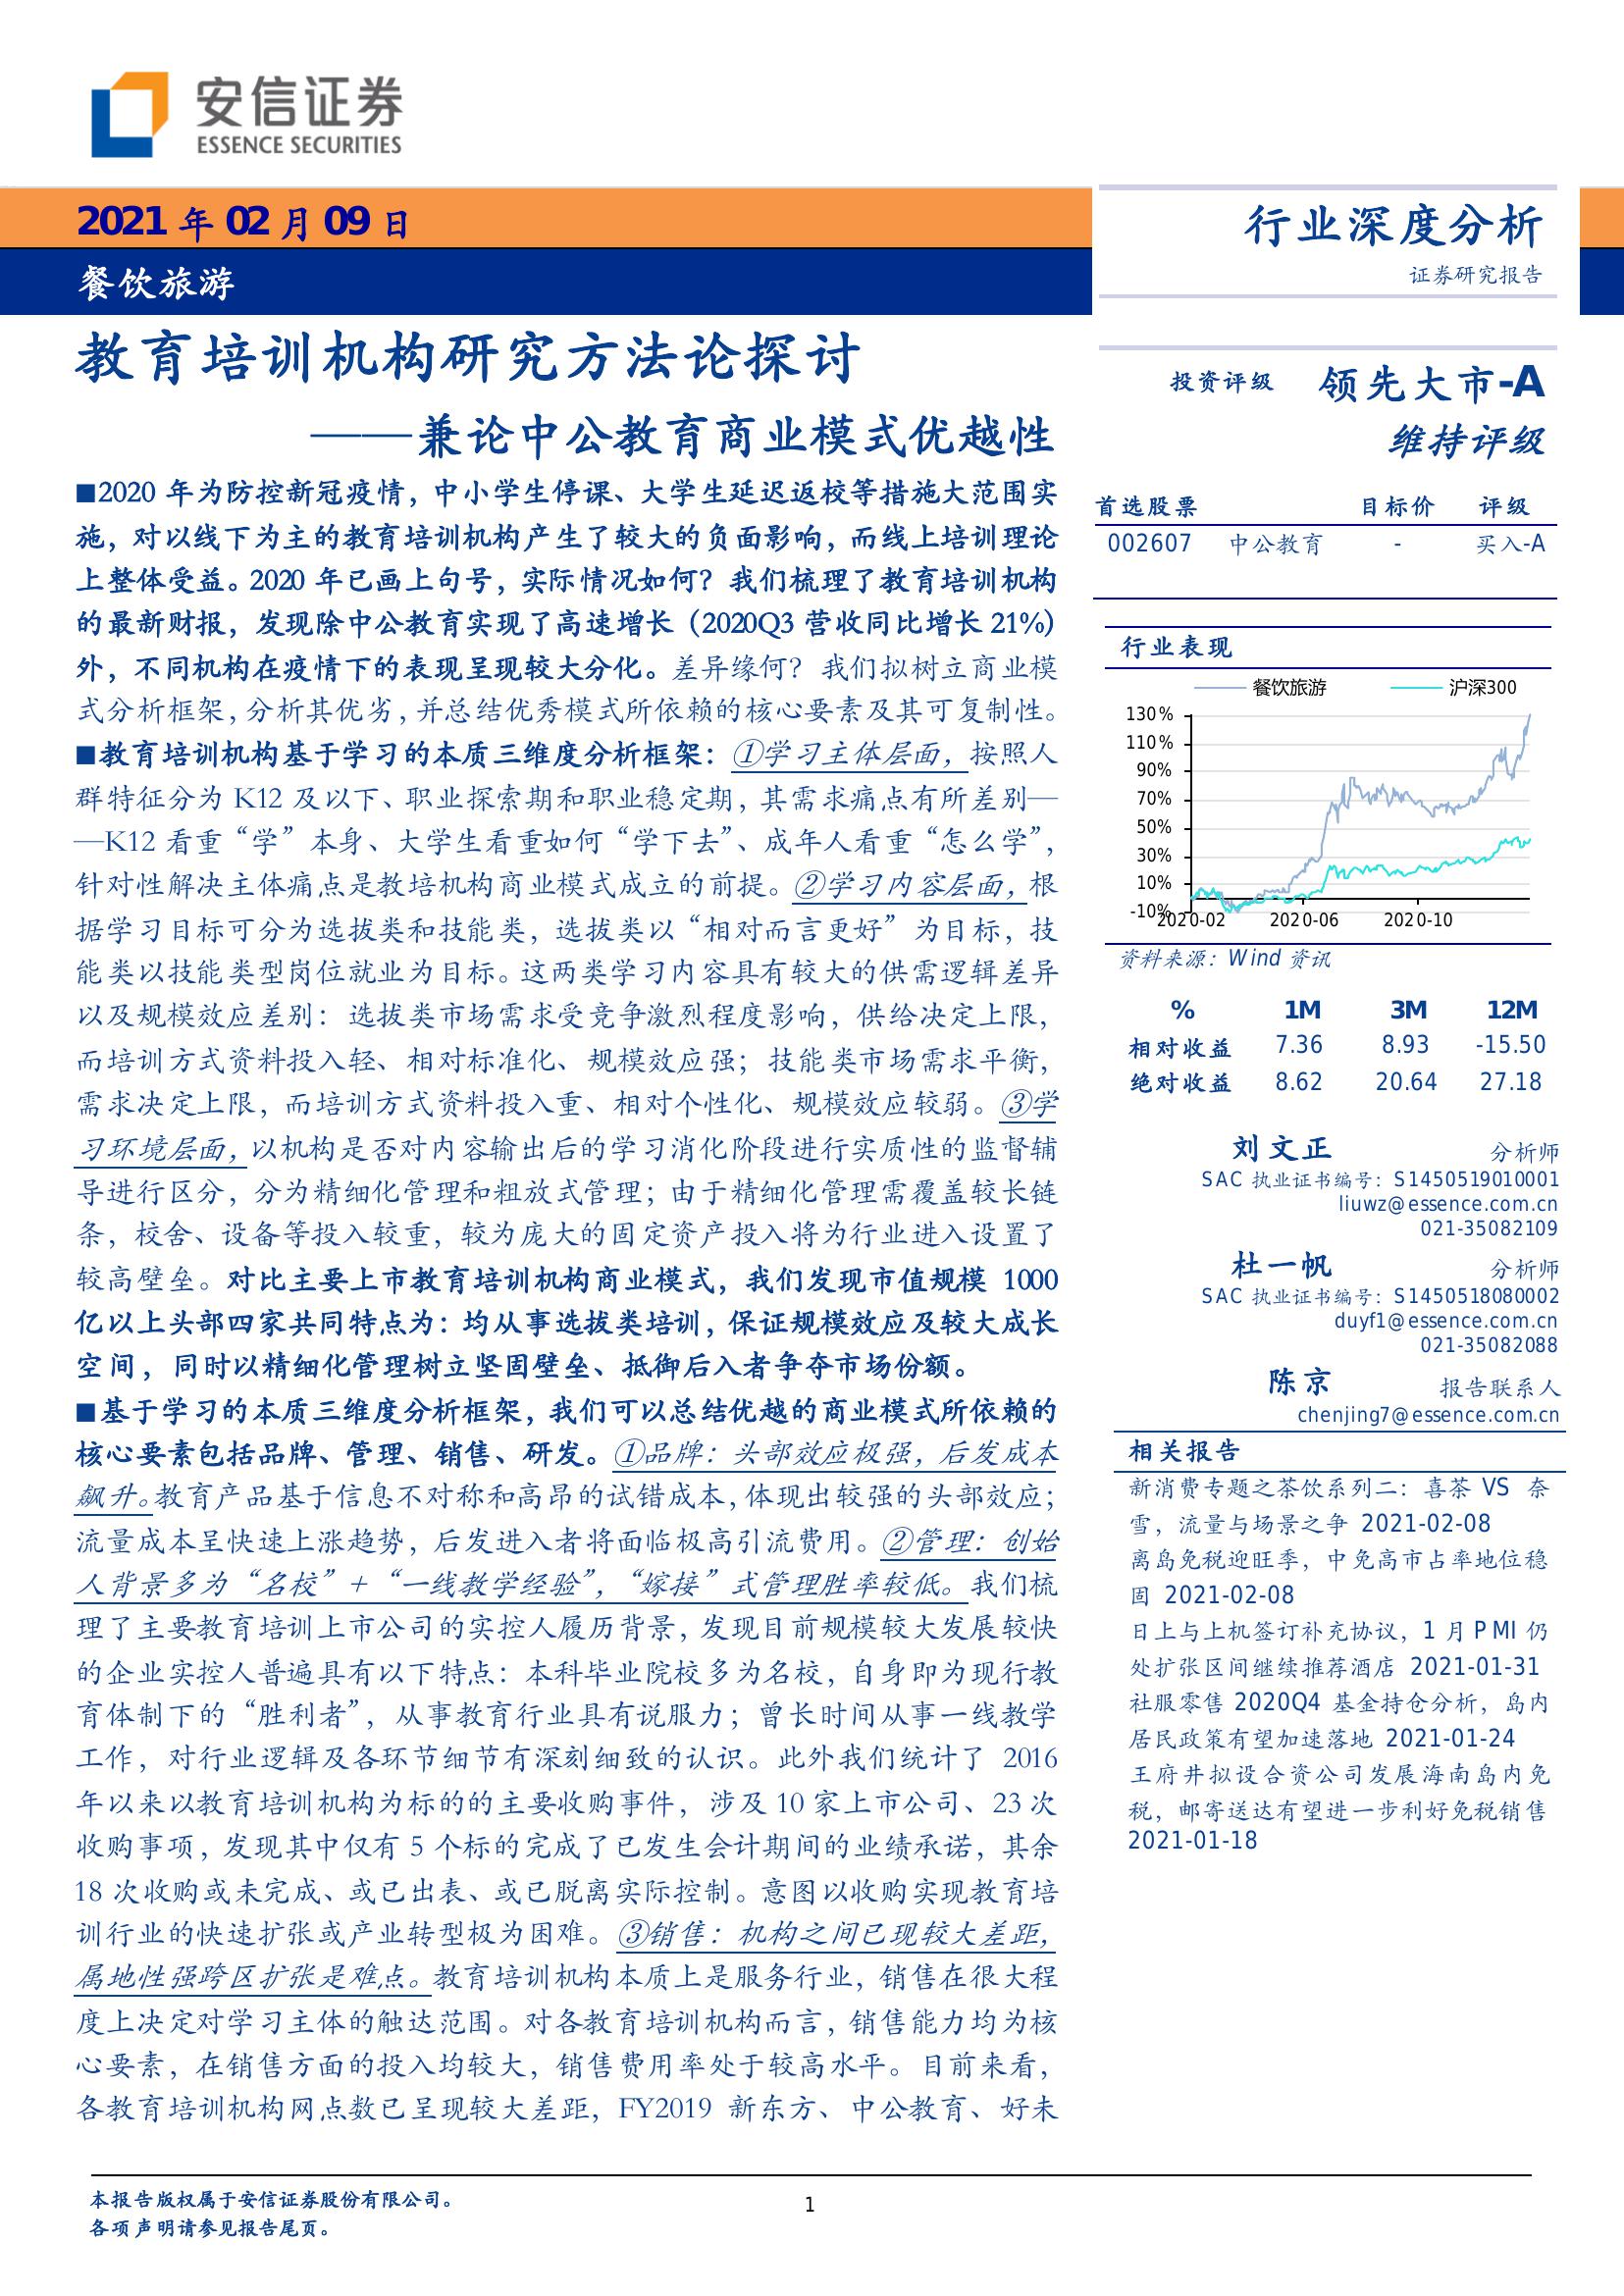 安信证券
ESSENCE SECURITIES
2021 年 02 月 09 日
餐饮旅游
教育培训机构研究方法论探讨
——兼论中公教育商业模式优越性
■2020 年为防控新冠疫情，中小学生停课、大学生延迟返校等措施大范围实
施，对以线下为主的教育培训机构产生了较大的负面影响，而线上培训理论
上整体受益。2020 年已画上句号，实际情况如何？我们梳理了教育培训机构
的最新财报，发现除中公教育实现了高速增长（2020Q3 营收同比增长 21%）
外，不同机构在疫情下的表现呈现较大分化。差异缘何？我们拟树立商业模
式分析框架，分析其优劣，并总结优秀模式所依赖的核心要素及其可复制性。
■教育培训机构基于学习的本质三维度分析框架：①学习主体层面，按照人
群特征分为 K12 及以下、职业探索期和职业稳定期，其需求痛点有所差别—
—K12 看重“学”本身、大学生看重如何“学下去”、成年人看重“怎么学”，
针对性解决主体痛点是教培机构商业模式成立的前提。②学习内容层面，根
据学习目标可分为选拔类和技能类，选拔类以“相对而言更好”为目标，技
能类以技能类型岗位就业为目标。这两类学习内容具有较大的供需逻辑差异
以及规模效应差别：选拔类市场需求受竞争激烈程度影响，供给决定上限，
而培训方式资料投入轻、相对标准化、规模效应强；技能类市场需求平衡，
需求决定上限，而培训方式资料投入重、相对个性化、规模效应较弱。③学
习环境层面，以机构是否对内容输出后的学习消化阶段进行实质性的监督辅
导进行区分，分为精细化管理和粗放式管理；由于精细化管理需覆盖较长链
条，校舍、设备等投入较重，较为庞大的固定资产投入将为行业进入设置了
较高壁垒。对比主要上市教育培训机构商业模式，我们发现市值规模 1000
亿以上头部四家共同特点为：均从事选拔类培训，保证规模效应及较大成长
空间，同时以精细化管理树立坚固壁垒、抵御后入者争夺市场份额。
■基于学习的本质三维度分析框架，我们可以总结优越的商业模式所依赖的
核心要素包括品牌、管理、销售、研发。①品牌：头部效应极强，后发成本
飙升。教育产品基于信息不对称和高昂的试错成本，体现出较强的头部效应；
流量成本呈快速上涨趋势，后发进入者将面临极高引流费用。②管理：创始
人背景多为“名校”+“一线教学经验”，“嫁接”式管理胜率较低。我们梳
理了主要教育培训上市公司的实控人履历背景，发现目前规模较大发展较快
的企业实控人普遍具有以下特点：本科毕业院校多为名校，自身即为现行教
育体制下的“胜利者”，从事教育行业具有说服力；曾长时间从事一线教学
工作，对行业逻辑及各环节细节有深刻细致的认识。此外我们统计了 2016
年以来以教育培训机构为标的的主要收购事件，涉及 10 家上市公司、23 次
收购事项，发现其中仅有 5 个标的完成了已发生会计期间的业绩承诺，其余
18 次收购或未完成、或已出表、或已脱离实际控制。意图以收购实现教育培
训行业的快速扩张或产业转型极为困难。③销售：机构之间已现较大差距，
属地性强跨区扩张是难点。教育培训机构本质上是服务行业，销售在很大程
度上决定对学习主体的触达范围。对各教育培训机构而言，销售能力均为核
心要素，在销售方面的投入均较大，销售费用率处于较高水平。目前来看，
各教育培训机构网点数已呈现较大差距，FY2019 新东方、中公教育、好未
行业深度分析
证券研究报告
投资评级 领先大市-A
维持评级
首选股票 目标价 评级
002607 中公教育 - 买入-A
行业表现
餐饮旅游 沪深300
130%
110%
90%
70%
50%
30%
10%
-10%
2020-02 2020-06 2020-10
资料来源：Wind 资讯
% 1M 3M 12M
相对收益 7.36 8.93 -15.50
绝对收益 8.62 20.64 27.18
刘文正 分析师
SAC 执业证书编号：S1450519010001
liuwz@essence.com.cn
021-35082109
杜一帆 分析师
SAC 执业证书编号：S1450518080002
duyf1@essence.com.cn
021-35082088
陈京 报告联系人
chenjing7@essence.com.cn
相关报告
新消费专题之茶饮系列二：喜茶 VS 奈
雪，流量与场景之争 2021-02-08
离岛免税迎旺季，中免高市占率地位稳
固 2021-02-08
日上与上机签订补充协议，1 月 PMI 仍
处扩张区间继续推荐酒店 2021-01-31
社服零售 2020Q4 基金持仓分析，岛内
居民政策有望加速落地 2021-01-24
王府井拟设合资公司发展海南岛内免
税，邮寄送达有望进一步利好免税销售
2021-01-18
本报告版权属于安信证券股份有限公司。
各项声明请参见报告尾页。
1